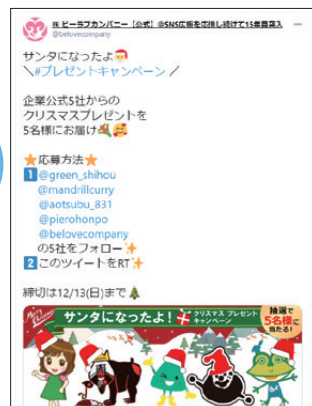 ㈱ ビーラブカンパニー【公式】@SNS広報を応援し続けて15年目突入
@belovecompany
サンタになったよ🎅
＼#プレゼントキャンペーン ／
企業公式5社からの
クリスマスプレゼントを
5名様にお届け🎉🥰
⭐応募方法⭐
1️⃣@green_shihou
@mandrillcurry
@aotsubu_831
@pierohonpo
@belovecompany
の5社をフォロー✨
2️⃣このツイートをRT✨
締切は12/13(日)まで🎄
サンタになったよ！
クリスマス プレゼント
キャンペーン
抽選で
5名様に
当たる！